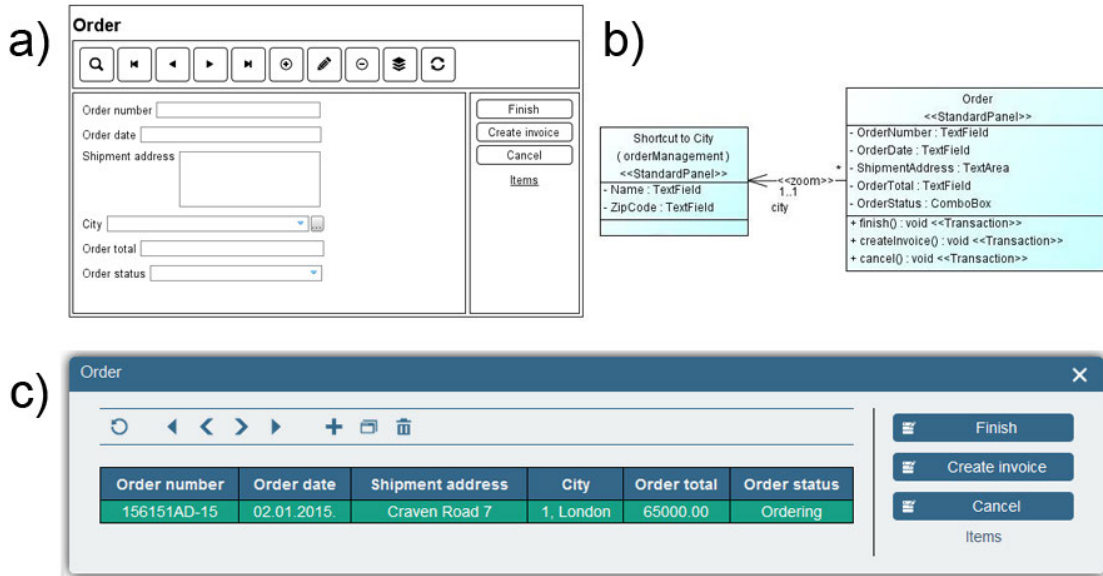 a)
Order
Order number
Order date
Shipment address
City
...
Order total
Order status
Finish
Create invoice
Cancel
Items
b)
Shortcut to City
( orderManagement )
<<StandardPanel>>
- Name : TextField
- ZipCode : TextField
<<zoom>>
*
1..1
city
Order
<<StandardPanel>>
- OrderNumber : TextField
- OrderDate : TextField
- ShipmentAddress : TextArea
- OrderTotal : TextField
- OrderStatus : ComboBox
+ finish() : void <<Transaction>>
+ createInvoice() : void <<Transaction>>
+ cancel() : void <<Transaction>>
c)
Order
Order number Order date Shipment address City Order total Order status
156151AD-15 02.01.2015. Craven Road 7 1, London 65000.00 Ordering
Finish
Create invoice
Cancel
Items